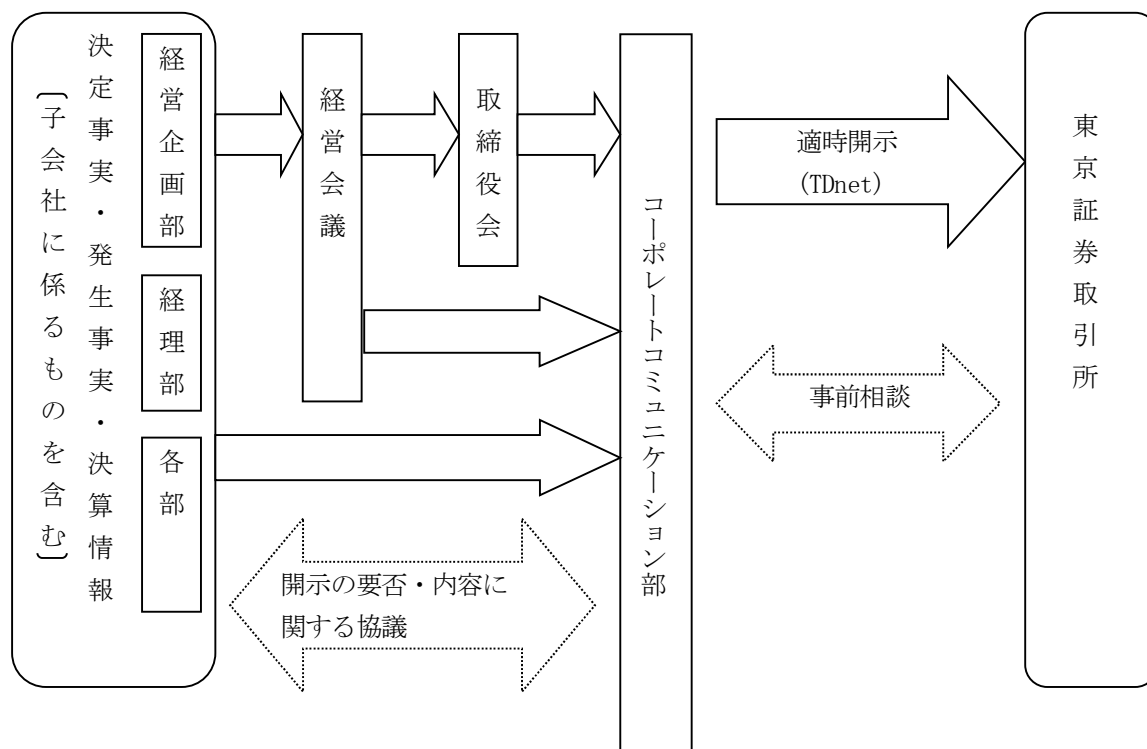 決定事実・発生事実・決算情報
〔子会社に係るものを含む〕
経営企画部
経理部
各部
経営会議
取締役会
コーポレートコミュニケーション部
適時開示
(TDnet)
事前相談
開示の要否・内容に
関する協議
東京証券取引所